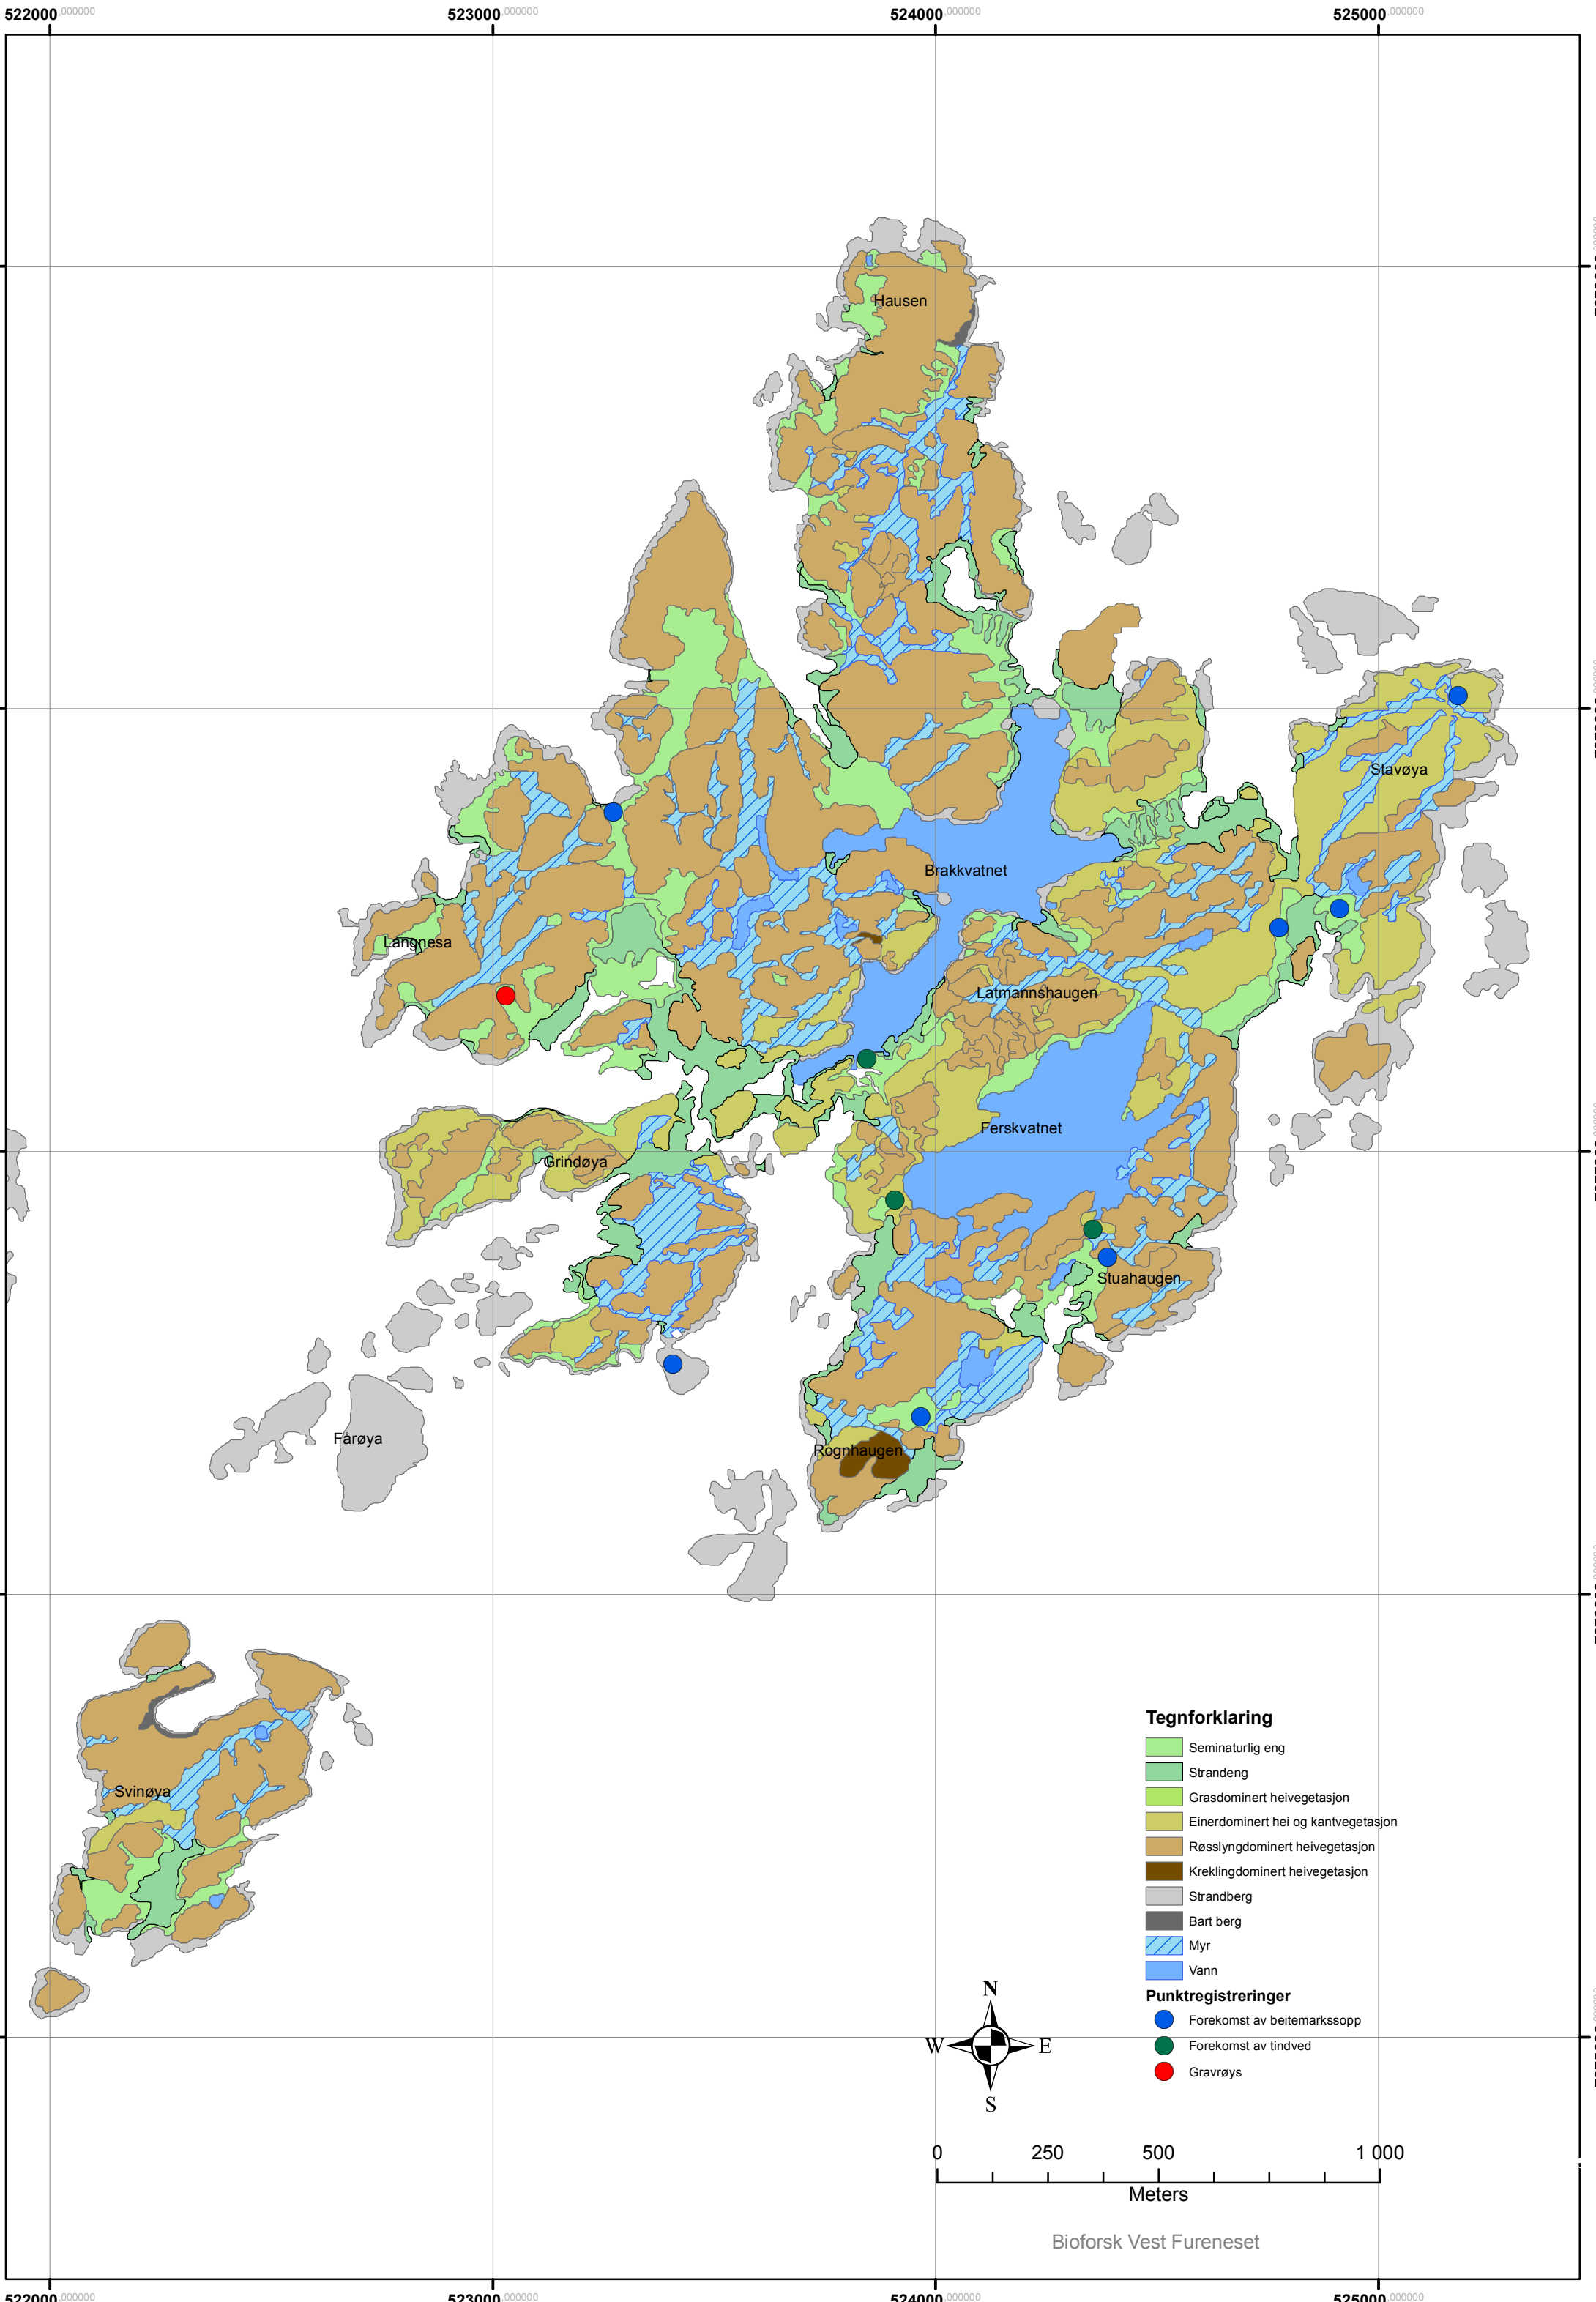 522000.000000 523000.000000 524000.000000 525000.000000
Hausen
Stavøya
Brakkvatnet
Langnesa
Latmannshaugen
Ferskvatnet
Grindøya
Stuahaugen
Fårøya
Rognhaugen
Svinøya
Tegnforklaring
Seminaturlig eng
Strandeng
Grasdominert heivegetasjon
Einerdominert hei og kantvegetasjon
Røsslyngdominert heivegetasjon
Kreklingdominert heivegetasjon
Strandberg
Bart berg
Myr
Vann
Punktregistreringer
Forekomst av beitemarkssopp
Forekomst av tindved
Gravrøys
N
W E
S
0 250 500 1 000
Meters
Bioforsk Vest Fureneset
522000.000000 523000.000000 524000.000000 525000.000000